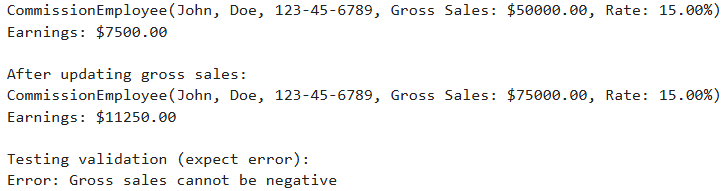 CommissionEmployee(John, Doe, 123-45-6789, Gross Sales: $50000.00, Rate: 15.00%)
Earnings: $7500.00
After updating gross sales:
CommissionEmployee(John, Doe, 123-45-6789, Gross Sales: $75000.00, Rate: 15.00%)
Earnings: $11250.00
Testing validation (expect error):
Error: Gross sales cannot be negative